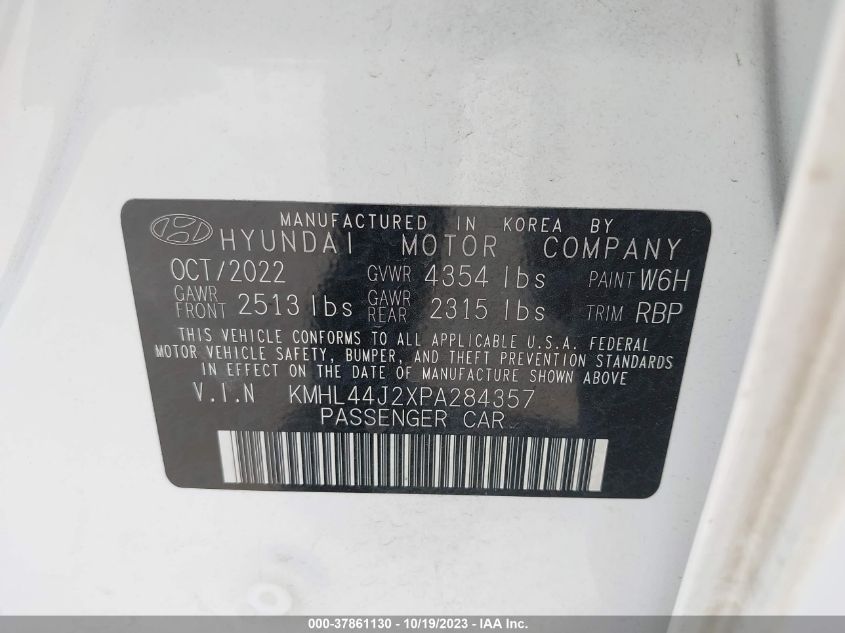 MANUFACTURED IN KOREA BY
HYUNDAI MOTOR COMPANY
OCT/2022 GVWR 4354 lbs PAINT W6H
GAWR FRONT 2513 lbs GAWR REAR 2315 lbs TRIM RBP
THIS VEHICLE CONFORMS TO ALL APPLICABLE U.S.A. FEDERAL
MOTOR VEHICLE SAFETY, BUMPER, AND THEFT PREVENTION STANDARDS
IN EFFECT ON THE DATE OF MANUFACTURE SHOWN ABOVE
V.I.N KMHL44J2XPA284357
PASSENGER CAR
000-37861130 - 10/19/2023 - IAA Inc.